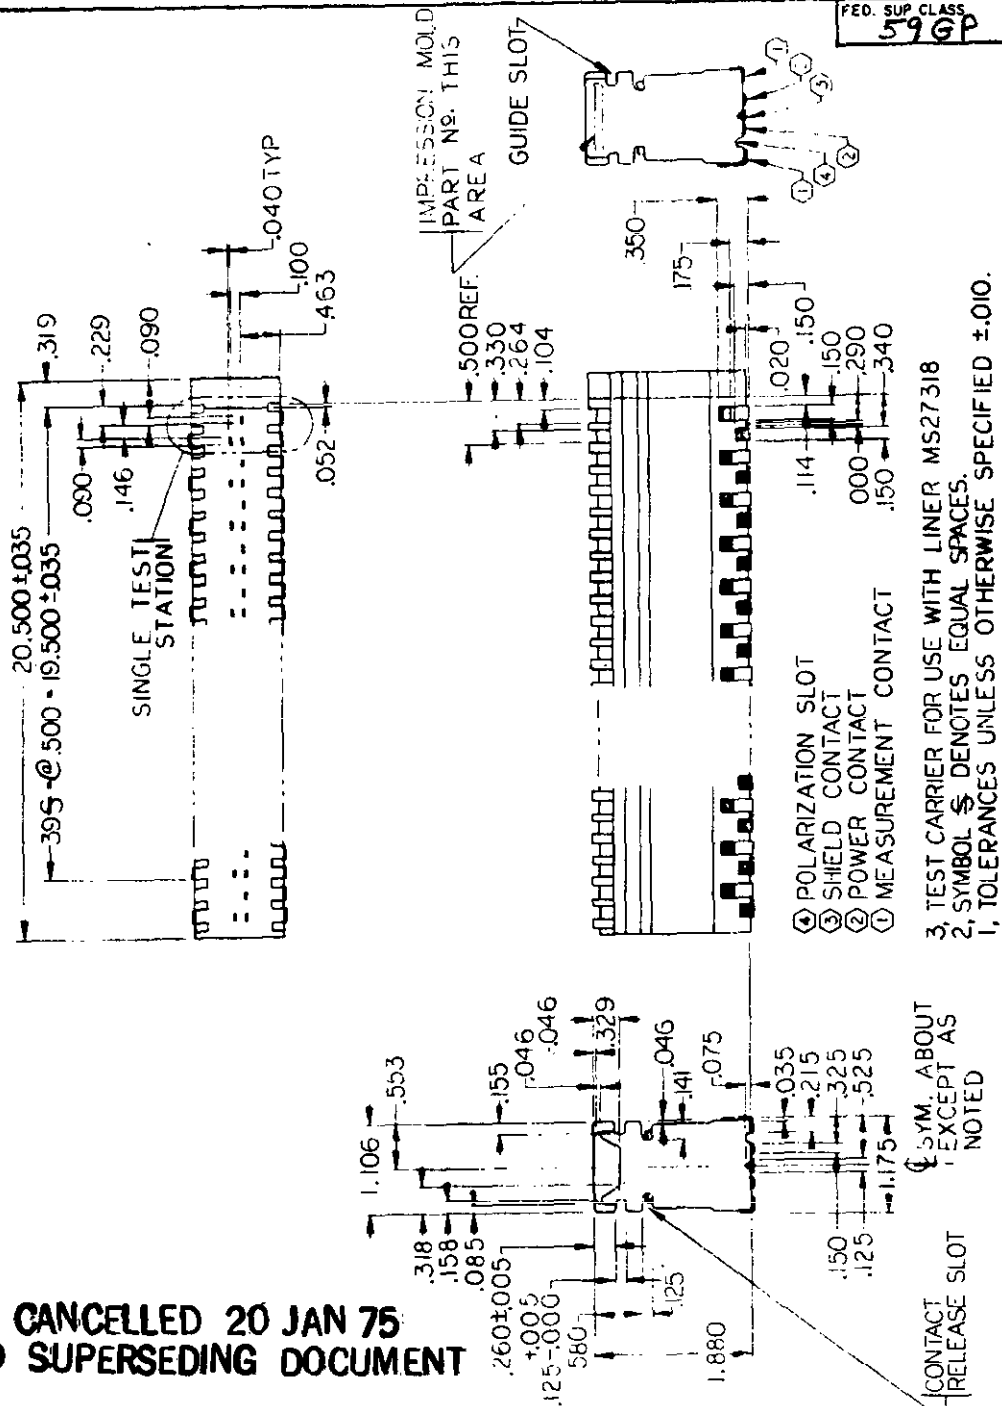 FED. SUP CLASS
59GP
20.500±.035
39S-@.500 - 19.500±.035
.319
.229
.090
.090
.146
.040 TYP
.100
.463
.052
SINGLE TEST
STATION
IMPRESSION MOLD
PART Nº. THIS
AREA
GUIDE SLOT
1
3
2
4
1
.500 REF.
.330
.264
.104
.350
.175
.020
.150
.114
.150
.290
.000
.150
.340
④ POLARIZATION SLOT
③ SHIELD CONTACT
② POWER CONTACT
① MEASUREMENT CONTACT
3, TEST CARRIER FOR USE WITH LINER MS27318
2, SYMBOL S DENOTES EQUAL SPACES.
1, TOLERANCES UNLESS OTHERWISE SPECIFIED ±.010.
1.106
.553
.155
.046
.046
.329
.318
.158
.085
.260±.005
+.005
.125-.000
.580
.125
1.880
.046
.141
.075
.035
.215
.325
.525
.150
.125
1.175
℄ SYM. ABOUT
EXCEPT AS
NOTED
CONTACT
RELEASE SLOT
CANCELLED 20 JAN 75
SUPERSEDING DOCUMENT